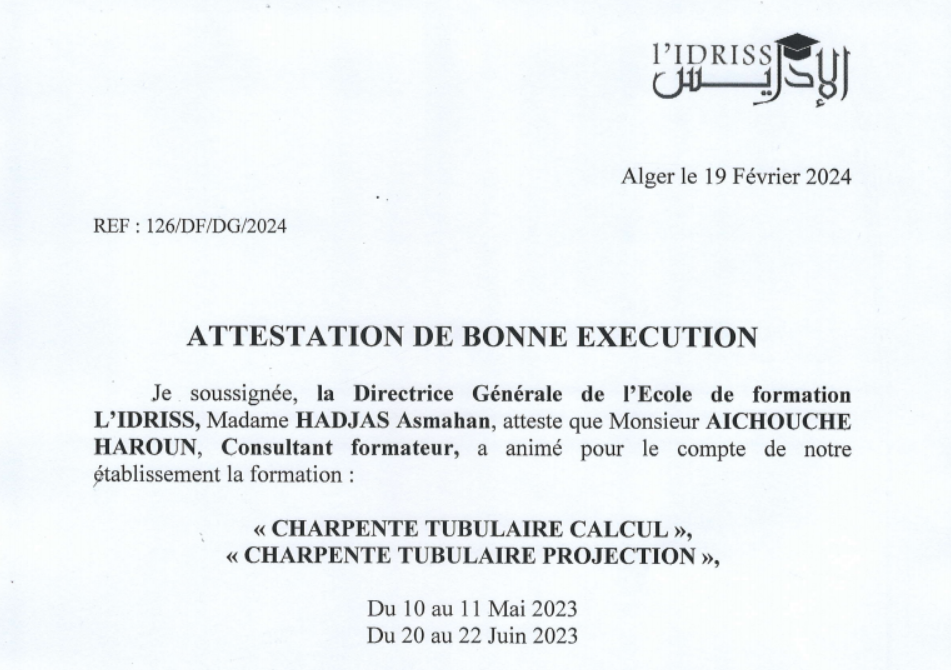 l'IDRISS
الإدريس
Alger le 19 Février 2024
REF : 126/DF/DG/2024
ATTESTATION DE BONNE EXECUTION
Je soussignée, la Directrice Générale de l'Ecole de formation
L'IDRISS, Madame HADJAS Asmahan, atteste que Monsieur AICHOUCHE
HAROUN, Consultant formateur, a animé pour le compte de notre
établissement la formation :
« CHARPENTE TUBULAIRE CALCUL »,
« CHARPENTE TUBULAIRE PROJECTION »,
Du 10 au 11 Mai 2023
Du 20 au 22 Juin 2023